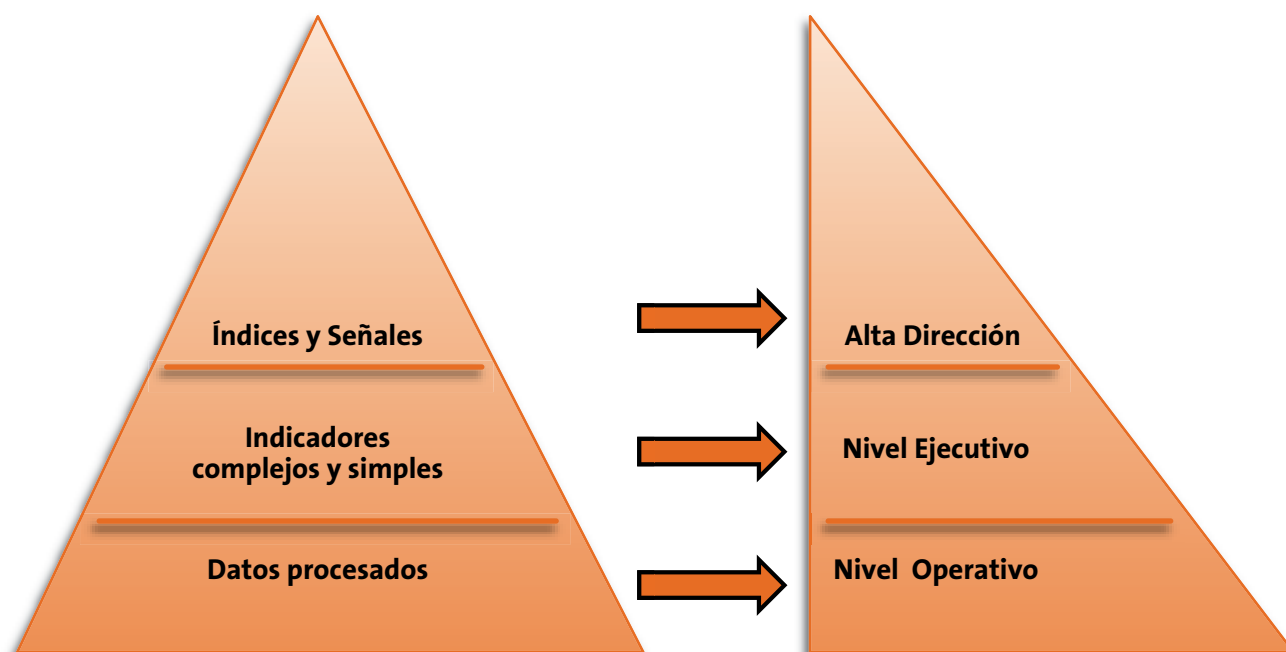 Índices y Señales
Alta Dirección
Indicadores
complejos y simples
Nivel Ejecutivo
Datos procesados
Nivel Operativo